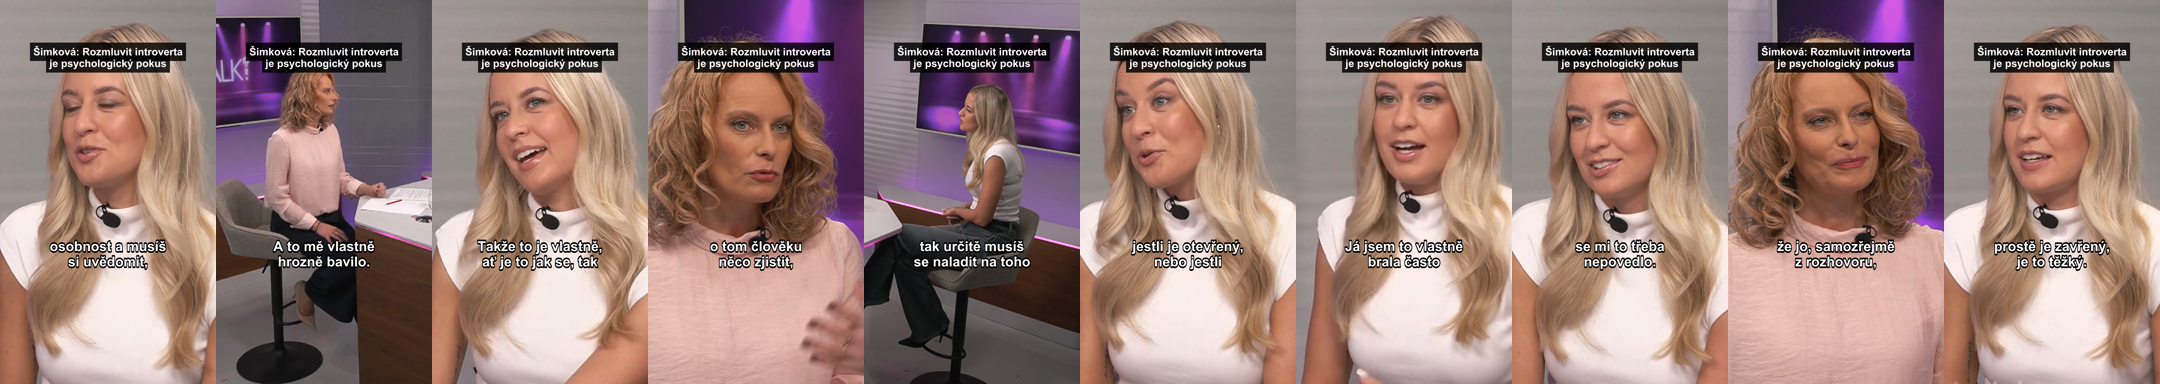 Šimková: Rozmluvit introverta
je psychologický pokus
osobnost a musíš
si uvědomit,
Šimková: Rozmluvit introverta
je psychologický pokus
ALK
A to mě vlastně
hrozně bavilo.
Šimková: Rozmluvit introverta
je psychologický pokus
Takže to je vlastně,
ať je to jak se, tak
Šimková: Rozmluvit introverta
je psychologický pokus
o tom člověku
něco zjistit,
Šimková: Rozmluvit introverta
je psychologický pokus
tak určitě musíš
se naladit na toho
Šimková: Rozmluvit introverta
je psychologický pokus
jestli je otevřený,
nebo jestli
Šimková: Rozmluvit introverta
je psychologický pokus
Já jsem to vlastně
brala často
Šimková: Rozmluvit introverta
je psychologický pokus
se mi to třeba
nepovedlo.
Šimková: Rozmluvit introverta
je psychologický pokus
že jo, samozřejmě
z rozhovoru,
Šimková: Rozmluvit introverta
je psychologický pokus
prostě je zavřený,
je to těžký.